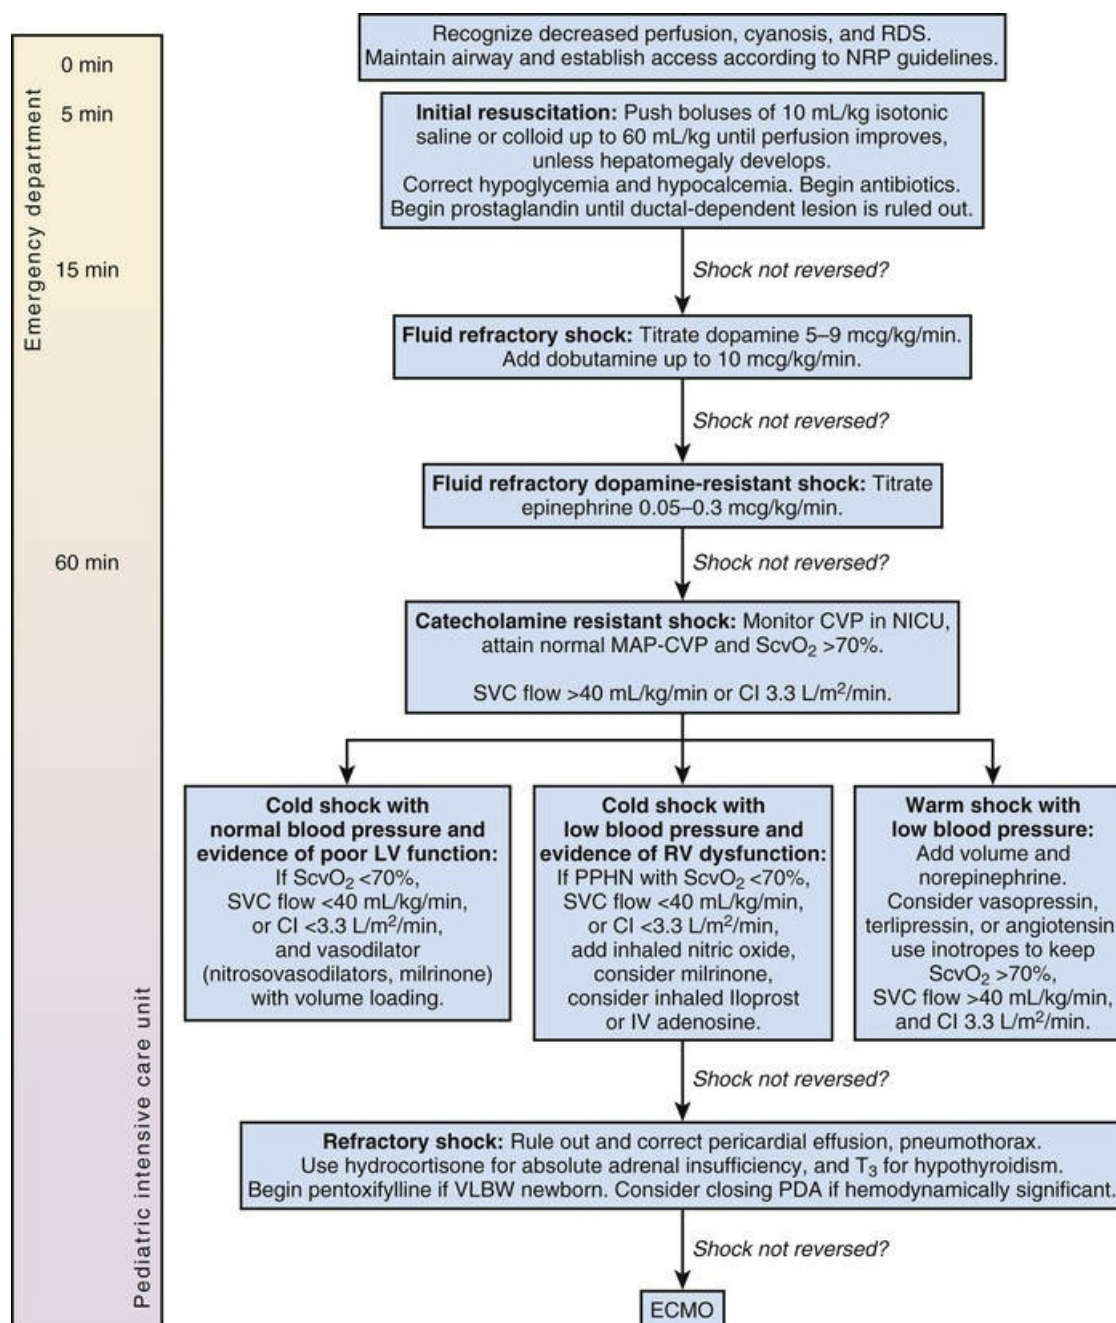 Emergency department
Pediatric intensive care unit
0 min
5 min
15 min
60 min
Recognize decreased perfusion, cyanosis, and RDS.
Maintain airway and establish access according to NRP guidelines.
Initial resuscitation: Push boluses of 10 mL/kg isotonic
saline or colloid up to 60 mL/kg until perfusion improves,
unless hepatomegaly develops.
Correct hypoglycemia and hypocalcemia. Begin antibiotics.
Begin prostaglandin until ductal-dependent lesion is ruled out.
Shock not reversed?
Fluid refractory shock: Titrate dopamine 5–9 mcg/kg/min.
Add dobutamine up to 10 mcg/kg/min.
Shock not reversed?
Fluid refractory dopamine-resistant shock: Titrate
epinephrine 0.05–0.3 mcg/kg/min.
Shock not reversed?
Catecholamine resistant shock: Monitor CVP in NICU,
attain normal MAP-CVP and ScvO₂ >70%.
SVC flow >40 mL/kg/min or CI 3.3 L/m²/min.
Cold shock with
normal blood pressure and
evidence of poor LV function:
If ScvO₂ <70%,
SVC flow <40 mL/kg/min,
or CI <3.3 L/m²/min,
and vasodilator
(nitrosovasodilators, milrinone)
with volume loading.
Cold shock with
low blood pressure and
evidence of RV dysfunction:
If PPHN with ScvO₂ <70%,
SVC flow <40 mL/kg/min,
or CI <3.3 L/m²/min,
add inhaled nitric oxide,
consider milrinone,
consider inhaled Iloprost
or IV adenosine.
Warm shock with
low blood pressure:
Add volume and
norepinephrine.
Consider vasopressin,
terlipressin, or angiotensin
use inotropes to keep
ScvO₂ >70%,
SVC flow >40 mL/kg/min,
and CI 3.3 L/m²/min.
Shock not reversed?
Refractory shock: Rule out and correct pericardial effusion, pneumothorax.
Use hydrocortisone for absolute adrenal insufficiency, and T₃ for hypothyroidism.
Begin pentoxifylline if VLBW newborn. Consider closing PDA if hemodynamically significant.
Shock not reversed?
ECMO